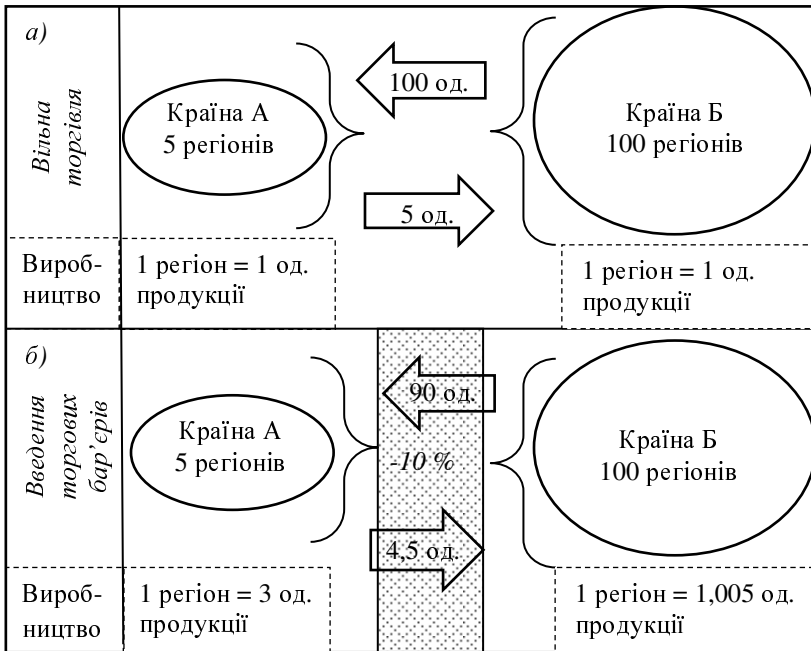 а)
Вільна
торгівля
Країна А
5 регіонів
100 од.
5 од.
Країна Б
100 регіонів
Вироб-
ництво
1 регіон = 1 од.
продукції
1 регіон = 1 од.
продукції
б)
Введення
торгових
бар’єрів
Країна А
5 регіонів
90 од.
-10 %
4,5 од.
Країна Б
100 регіонів
Вироб-
ництво
1 регіон = 3 од.
продукції
1 регіон = 1,005 од.
продукції